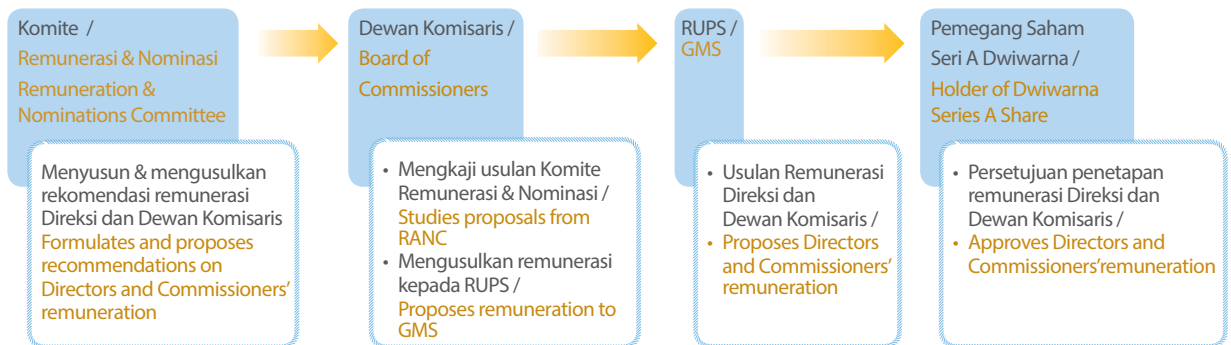 Komite /
Remunerasi & Nominasi
Remuneration &
Nominations Committee
Menyusun & mengusulkan
rekomendasi remunerasi
Direksi dan Dewan Komisaris
Formulates and proposes
recommendations on
Directors and Commissioners’
remuneration
Dewan Komisaris /
Board of
Commissioners
• Mengkaji usulan Komite
Remunerasi & Nominasi /
Studies proposals from
RANC
• Mengusulkan remunerasi
kepada RUPS /
Proposes remuneration to
GMS
RUPS /
GMS
• Usulan Remunerasi
Direksi dan
Dewan Komisaris /
• Proposes Directors
and Commissioners’
remuneration
Pemegang Saham
Seri A Dwiwarna /
Holder of Dwiwarna
Series A Share
• Persetujuan penetapan
remunerasi Direksi dan
Dewan Komisaris /
• Approves Directors and
Commissioners’remuneration